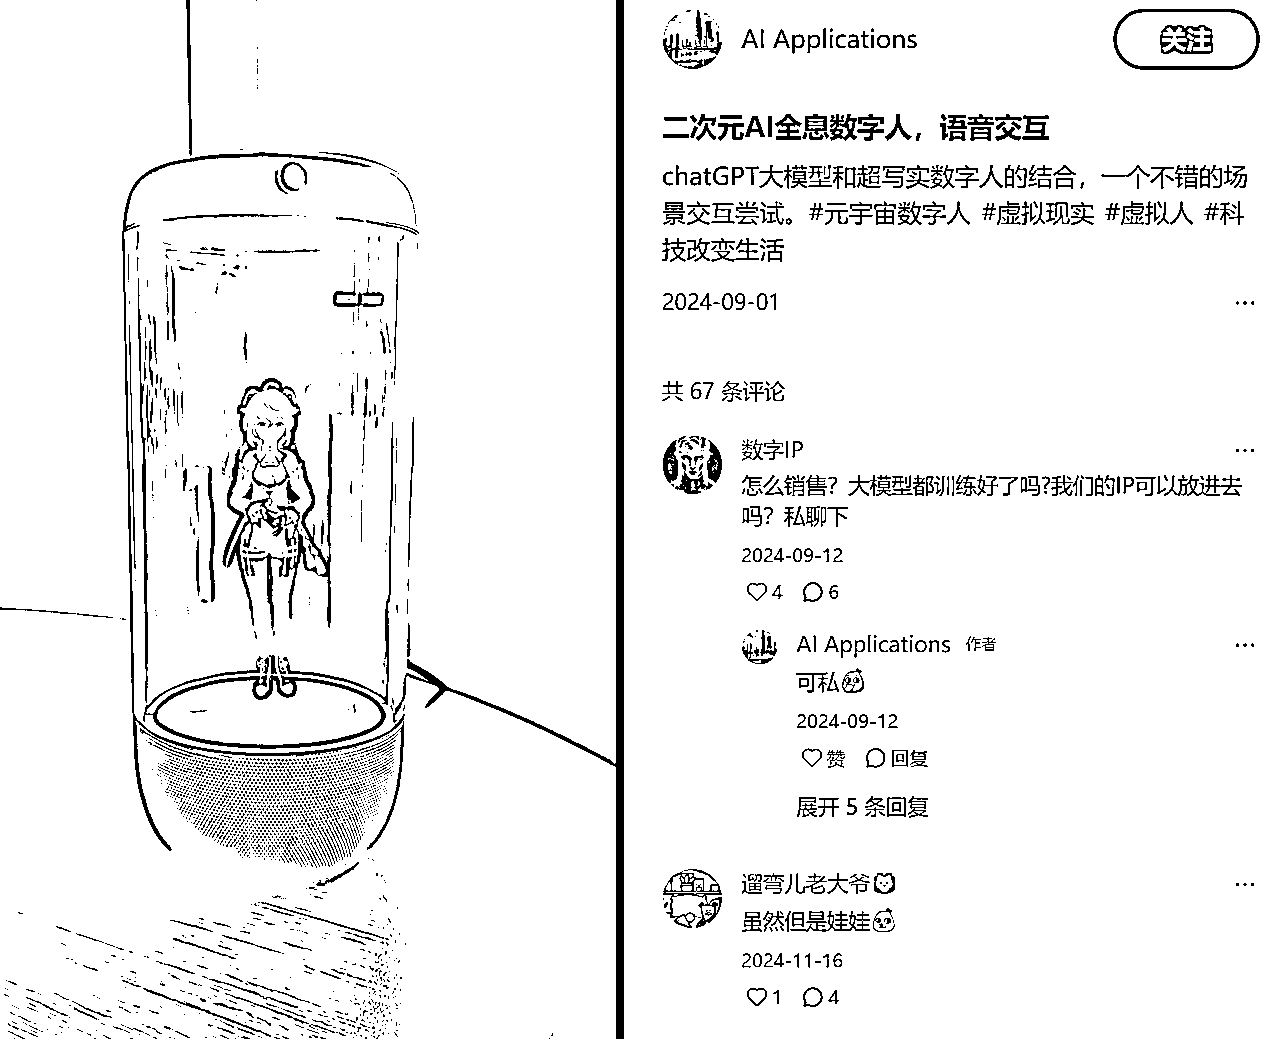 AI Applications
关注
二次元AI全息数字人，语音交互
chatGPT大模型和超写实数字人的结合，一个不错的场
景交互尝试。#元宇宙数字人 #虚拟现实 #虚拟人 #科
技改变生活
2024-09-01
共 67 条评论
数字IP
怎么销售？大模型都训练好了吗?我们的IP可以放进去
吗？私聊下
2024-09-12
4 6
AI Applications 作者
可私
2024-09-12
赞 回复
展开 5 条回复
遛弯儿老大爷
虽然但是娃娃
2024-11-16
1 4